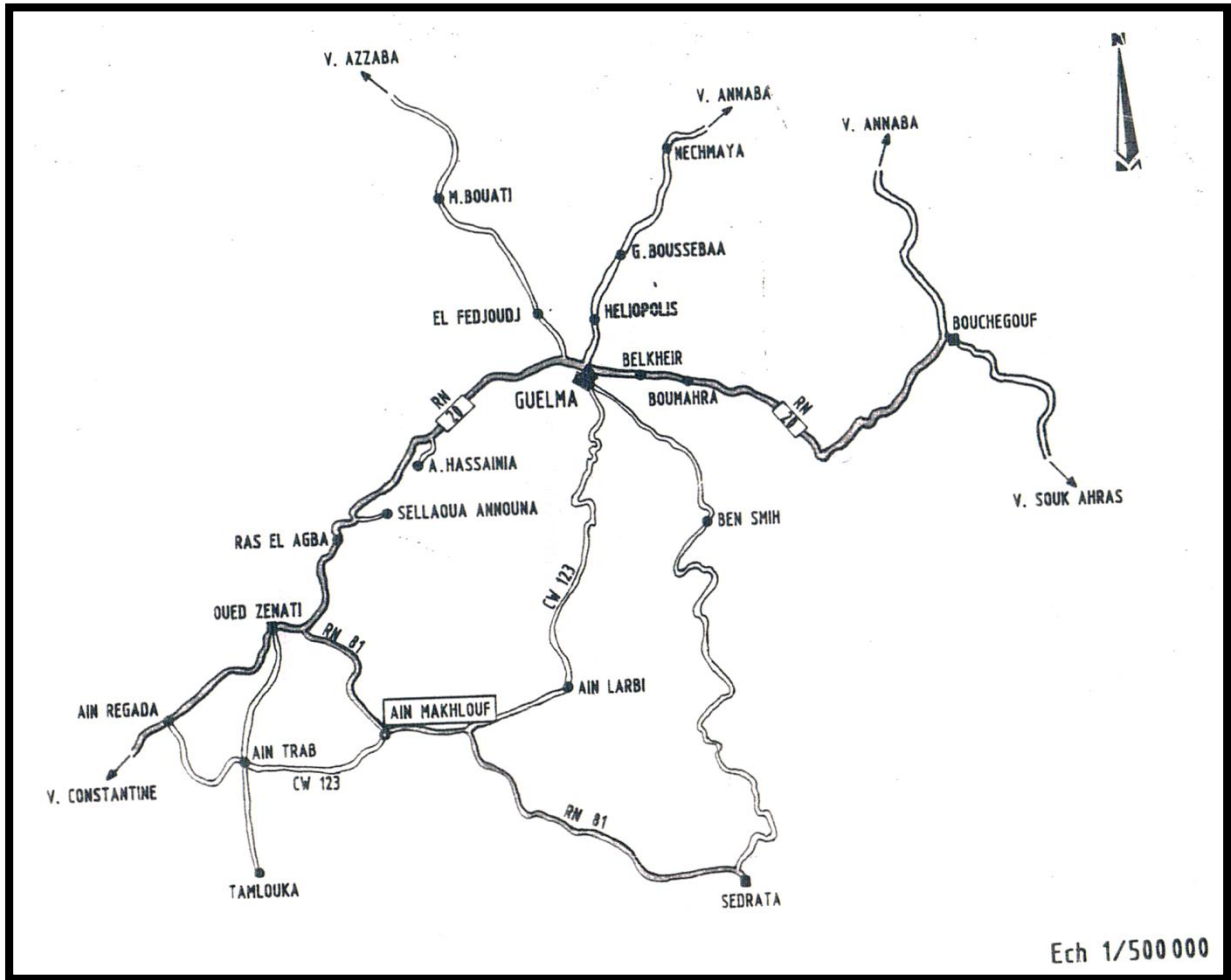 N
V. AZZABA
V. ANNABA
V. ANNABA
NECHMAYA
M.BOUATI
G.BOUSSEBAA
HELIOPOLIS
EL FEDJOUDJ
BOUCHEGOUF
BELKHEIR
GUELMA
BOUMAHRA
RN
20
RN
20
A.HASSAINIA
V. SOUK AHRAS
SELLAOUA ANNOUNA
BEN SMIH
RAS EL AGBA
CW 123
OUED ZENATI
RN 81
AIN LARBI
AIN REGADA
AIN MAKHLOUF
AIN TRAB
CW 123
V. CONSTANTINE
RN 81
TAMLOUKA
SEDRATA
Ech 1/500 000